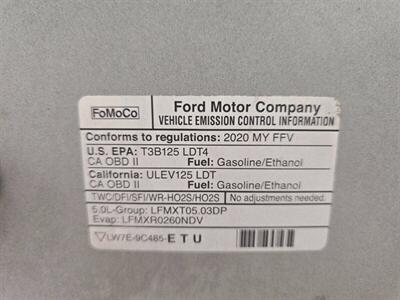 FoMoCo
Ford Motor Company
VEHICLE EMISSION CONTROL INFORMATION
Conforms to regulations: 2020 MY FFV
U.S. EPA: T3B125 LDT4
CA OBD II Fuel: Gasoline/Ethanol
California: ULEV125 LDT
CA OBD II Fuel: Gasoline/Ethanol
TWC/DFI/SFI/WR-HO2S/HO2S No adjustments needed.
5.0L-Group: LFMXT05.03DP
Evap: LFMXR0260NDV
LW7E-9C485-ETU